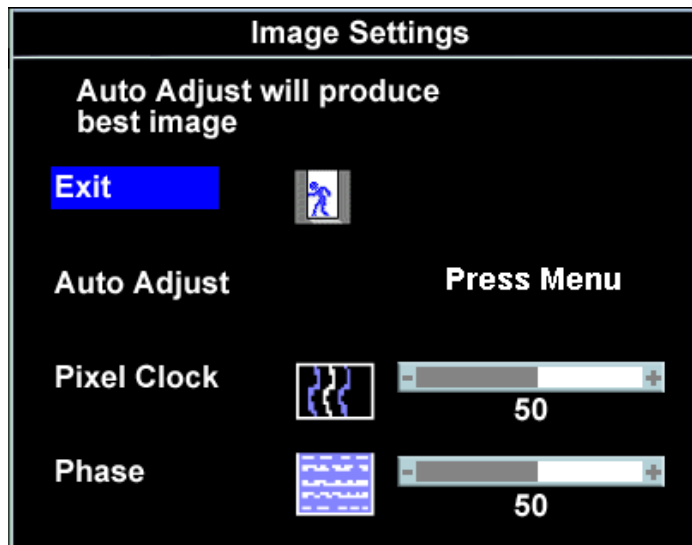 Image Settings
Auto Adjust will produce
best image
Exit
Auto Adjust Press Menu
Pixel Clock - +
50
Phase - +
50